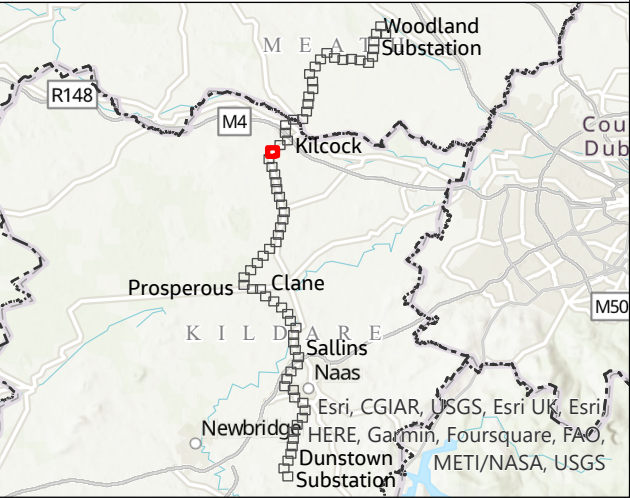 Woodland
Substation
MEATH
R148
M4
Cou
Dub
Kilcock
Prosperous
Clane
M50
KILDARE
Sallins
Naas
Esri, CGIAR, USGS, Esri UK, Esri,
Newbridge
HERE, Garmin, Foursquare, FAO,
Dunstown
METI/NASA, USGS
Substation